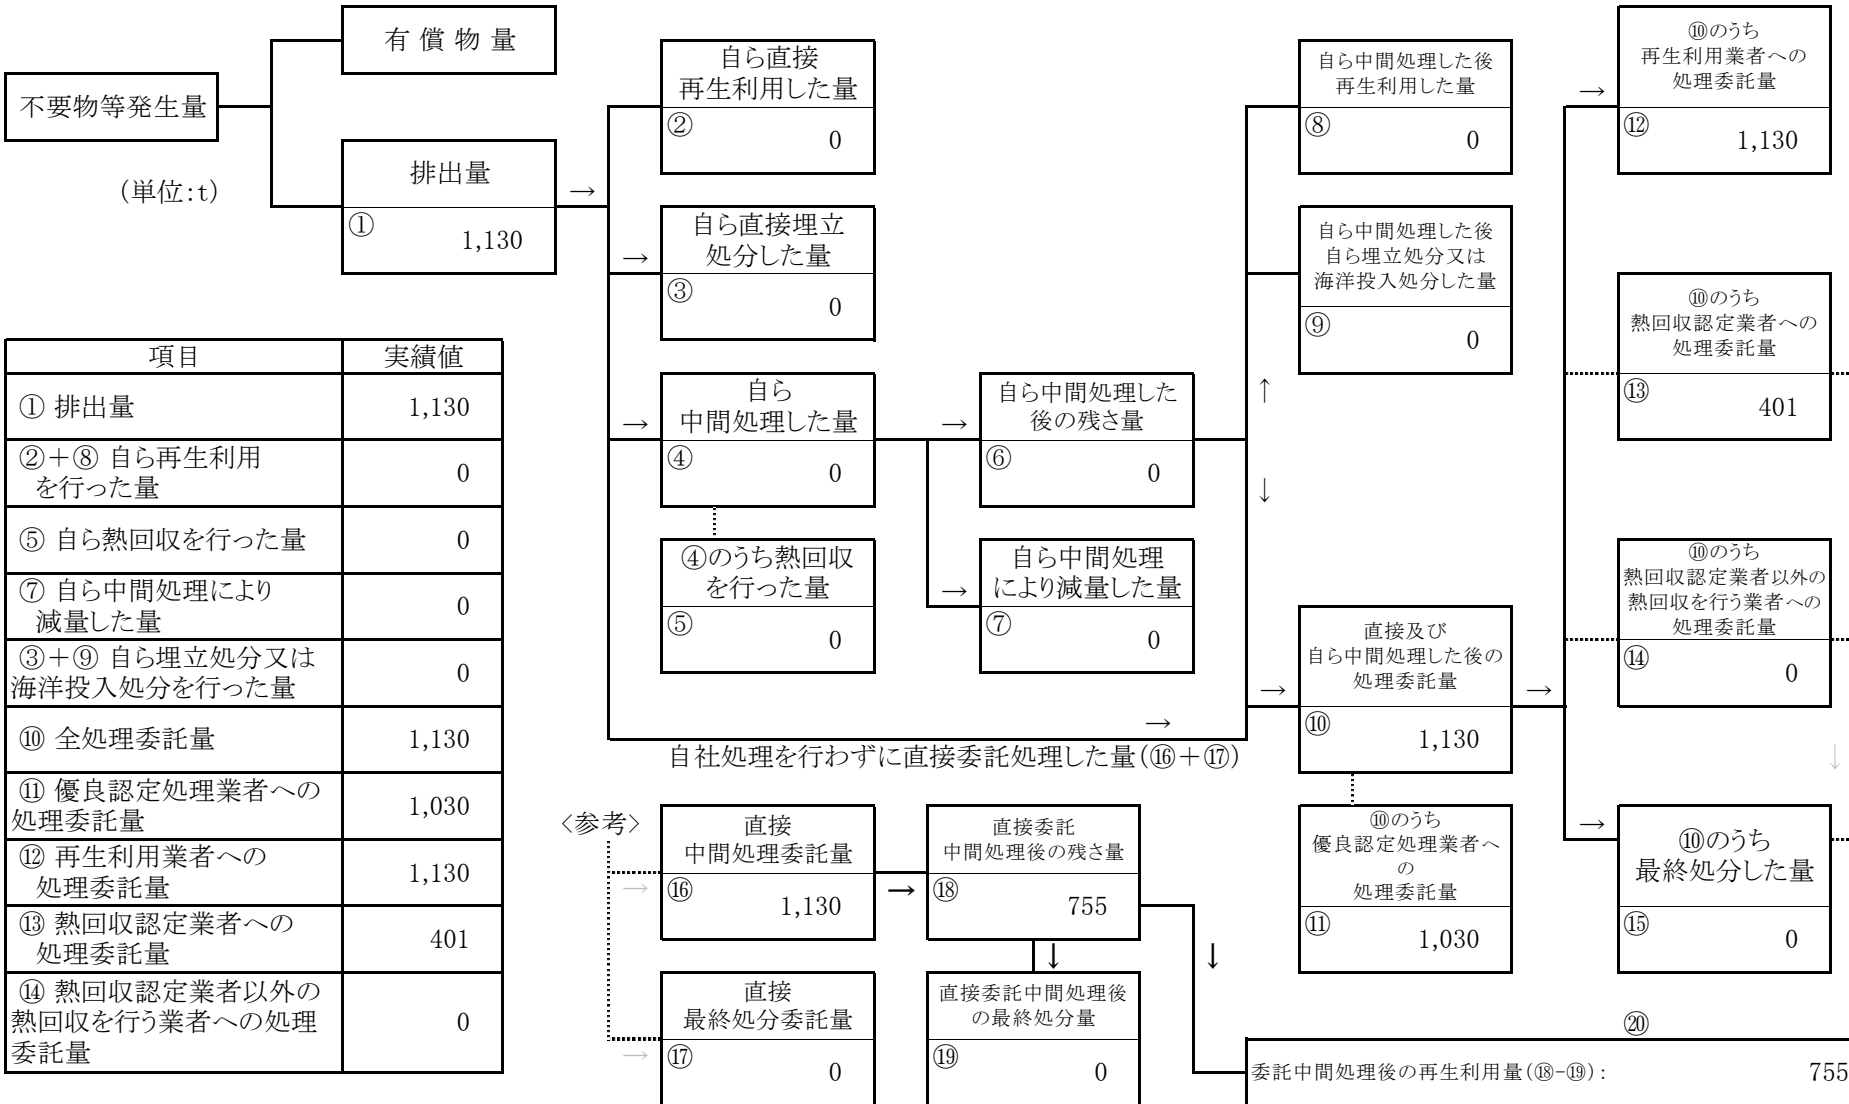 不要物等発生量
有 償 物 量
(単位:t)
排出量
① 1,130
→
自ら直接
再生利用した量
② 0
→
自ら直接埋立
処分した量
③ 0
→
自ら
中間処理した量
④ 0
④のうち熱回収
を行った量
⑤ 0
→
自ら中間処理した
後の残さ量
⑥ 0
→
自ら中間処理
により減量した量
⑦ 0
↑
↓
自ら中間処理した後
再生利用した量
⑧ 0
自ら中間処理した後
自ら埋立処分又は
海洋投入処分した量
⑨ 0
→
自社処理を行わずに直接委託処理した量(⑯+⑰)
→
直接及び
自ら中間処理した後の
処理委託量
⑩ 1,130
→
⑩のうち
優良認定処理業者へ
の
処理委託量
⑪ 1,030
→
⑩のうち
再生利用業者への
処理委託量
⑫ 1,130
⑩のうち
熱回収認定業者への
処理委託量
⑬ 401
⑩のうち
熱回収認定業者以外の
熱回収を行う業者への
処理委託量
⑭ 0
↓
→
⑩のうち
最終処分した量
⑮ 0
項目 実績値
① 排出量 1,130
②+⑧ 自ら再生利用
を行った量 0
⑤ 自ら熱回収を行った量 0
⑦ 自ら中間処理により
減量した量 0
③+⑨ 自ら埋立処分又は
海洋投入処分を行った量 0
⑩ 全処理委託量 1,130
⑪ 優良認定処理業者への
処理委託量 1,030
⑫ 再生利用業者への
処理委託量 1,130
⑬ 熱回収認定業者への
処理委託量 401
⑭ 熱回収認定業者以外の
熱回収を行う業者への処理
委託量 0
<参考>
→
直接
中間処理委託量
⑯ 1,130
→
直接委託
中間処理後の残さ量
⑱ 755
↓
↓
→
直接
最終処分委託量
⑰ 0
直接委託中間処理後
の最終処分量
⑲ 0
⑳
委託中間処理後の再生利用量(⑱-⑲): 755